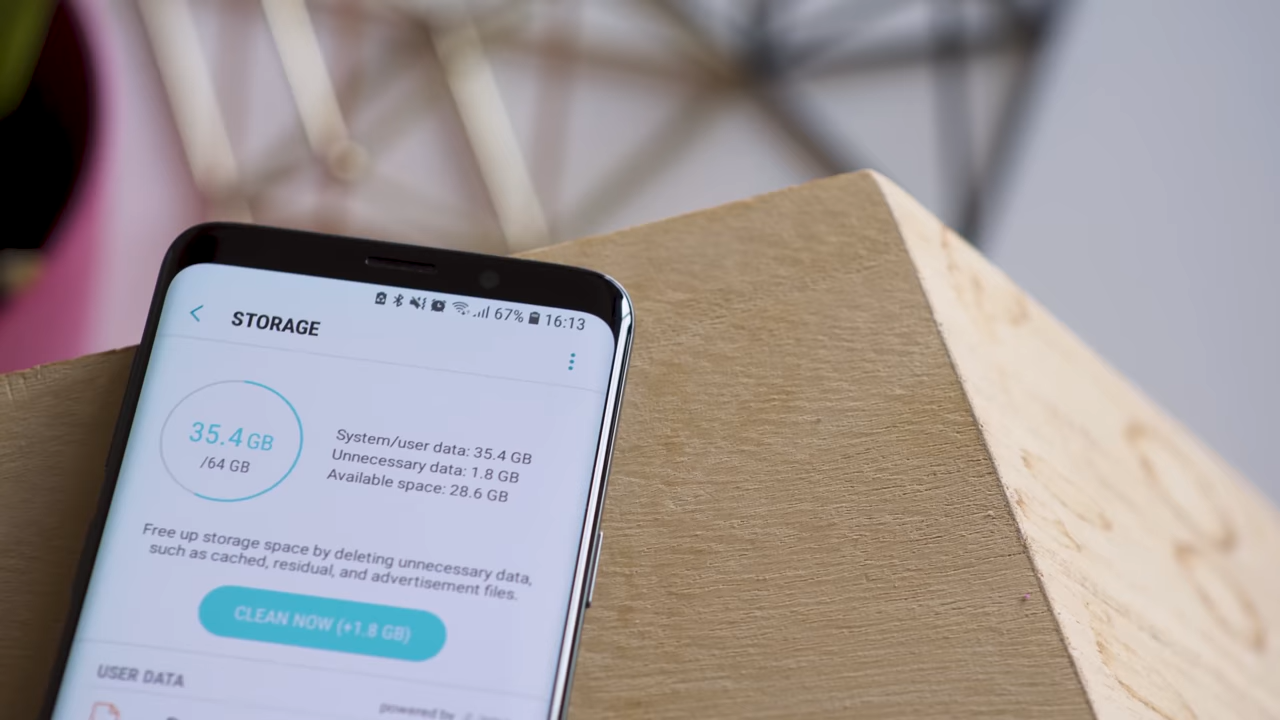 67% 16:13
STORAGE
35.4 GB
/64 GB
System/user data: 35.4 GB
Unnecessary data: 1.8 GB
Available space: 28.6 GB
Free up storage space by deleting unnecessary data,
such as cached, residual, and advertisement files.
CLEAN NOW (+1.8 GB)
USER DATA
powered by